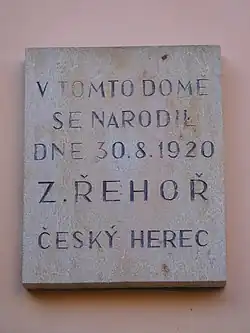 V TOMTO DOMĚ
SE NARODIL
DNE 30.8.1920
Z. ŘEHOŘ
ČESKÝ HEREC